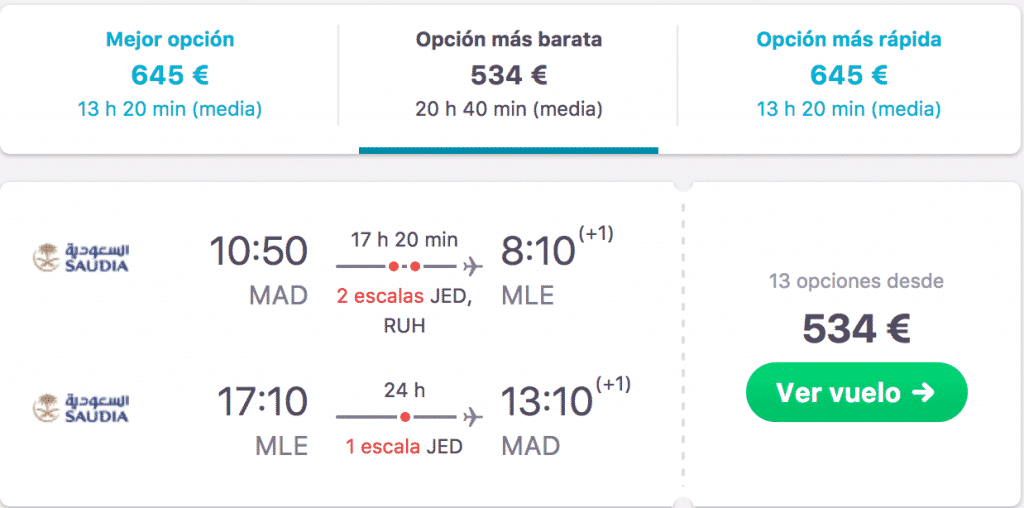 Mejor opción
645 €
13 h 20 min (media)
Opción más barata
534 €
20 h 40 min (media)
Opción más rápida
645 €
13 h 20 min (media)
السعودية
SAUDIA
10:50
MAD
17 h 20 min
2 escalas JED,
RUH
8:10(+1)
MLE
السعودية
SAUDIA
17:10
MLE
24 h
1 escala JED
13:10(+1)
MAD
13 opciones desde
534 €
Ver vuelo →